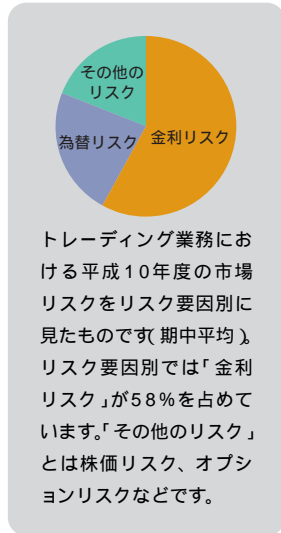 その他の
リスク
為替リスク
金利リスク
トレーディング業務にお
ける平成10年度の市場
リスクをリスク要因別に
見たものです(期中平均)。
リスク要因別では「金利
リスク」が58%を占めて
います。「その他のリスク」
とは株価リスク、オプシ
ョンリスクなどです。